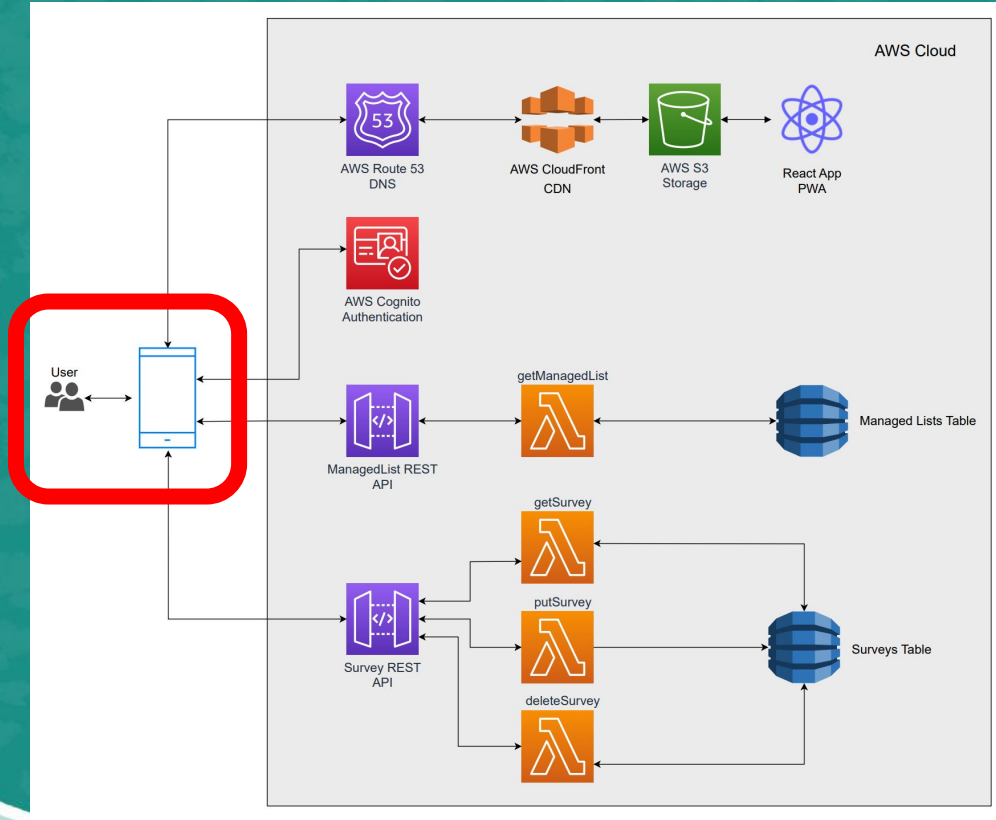 AWS Cloud
53
AWS Route 53
DNS
AWS CloudFront
CDN
AWS S3
Storage
React App
PWA
AWS Cognito
Authentication
User
getManagedList
</>
ManagedList REST
API
Managed Lists Table
getSurvey
putSurvey
</>
Survey REST
API
Surveys Table
deleteSurvey